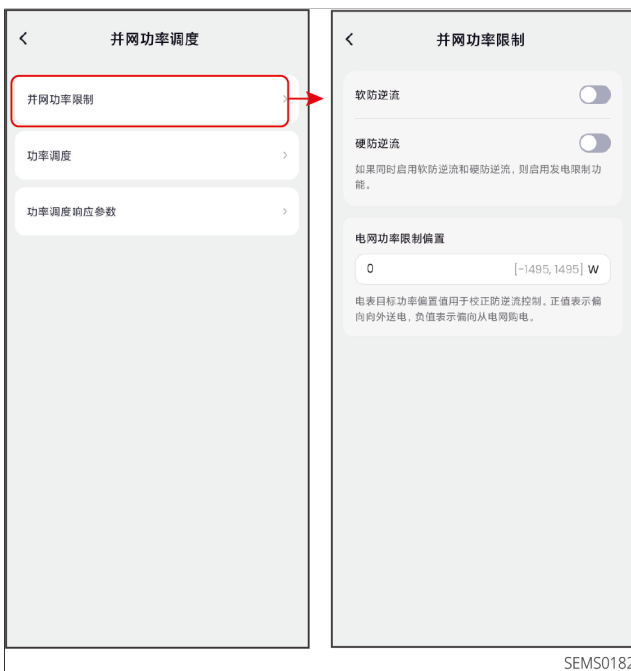 并网功率调度
并网功率限制
功率调度
功率调度响应参数
并网功率限制
软防逆流
硬防逆流
如果同时启用软防逆流和硬防逆流，则启用发电限制功
能。
电网功率限制偏置
0 [-1495, 1495] W
电表目标功率偏置值用于校正防逆流控制。正值表示偏
向向外送电，负值表示偏向从电网购电。
SEMS0182